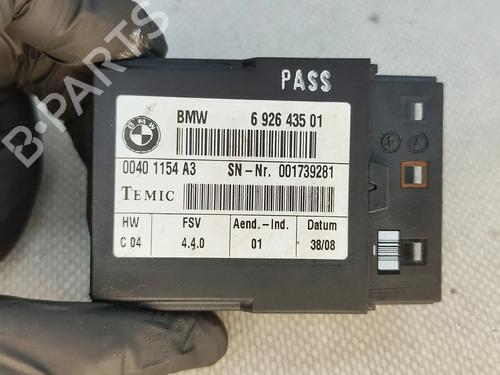 B-PARTS
PASS
BMW 6 926 435 01
0040 1154 A3 SN-Nr. 001739281
TEMIC
HW FSV Aend.-Ind. Datum
C 04 4.4.0 01 38/08